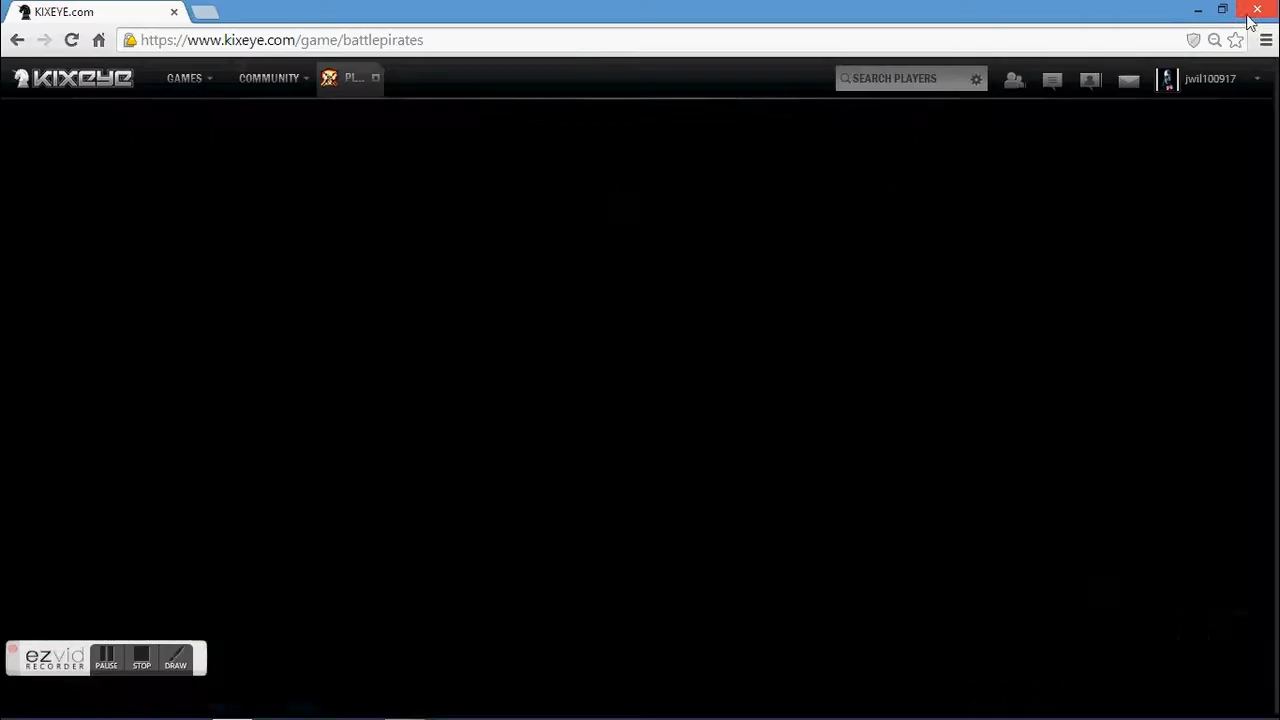 KIXEYE.com
https://www.kixeye.com/game/battlepirates
KIXEYE
GAMES
COMMUNITY
PL...
SEARCH PLAYERS
jwil100917
ezvid
RECORDER
PAUSE
STOP
DRAW